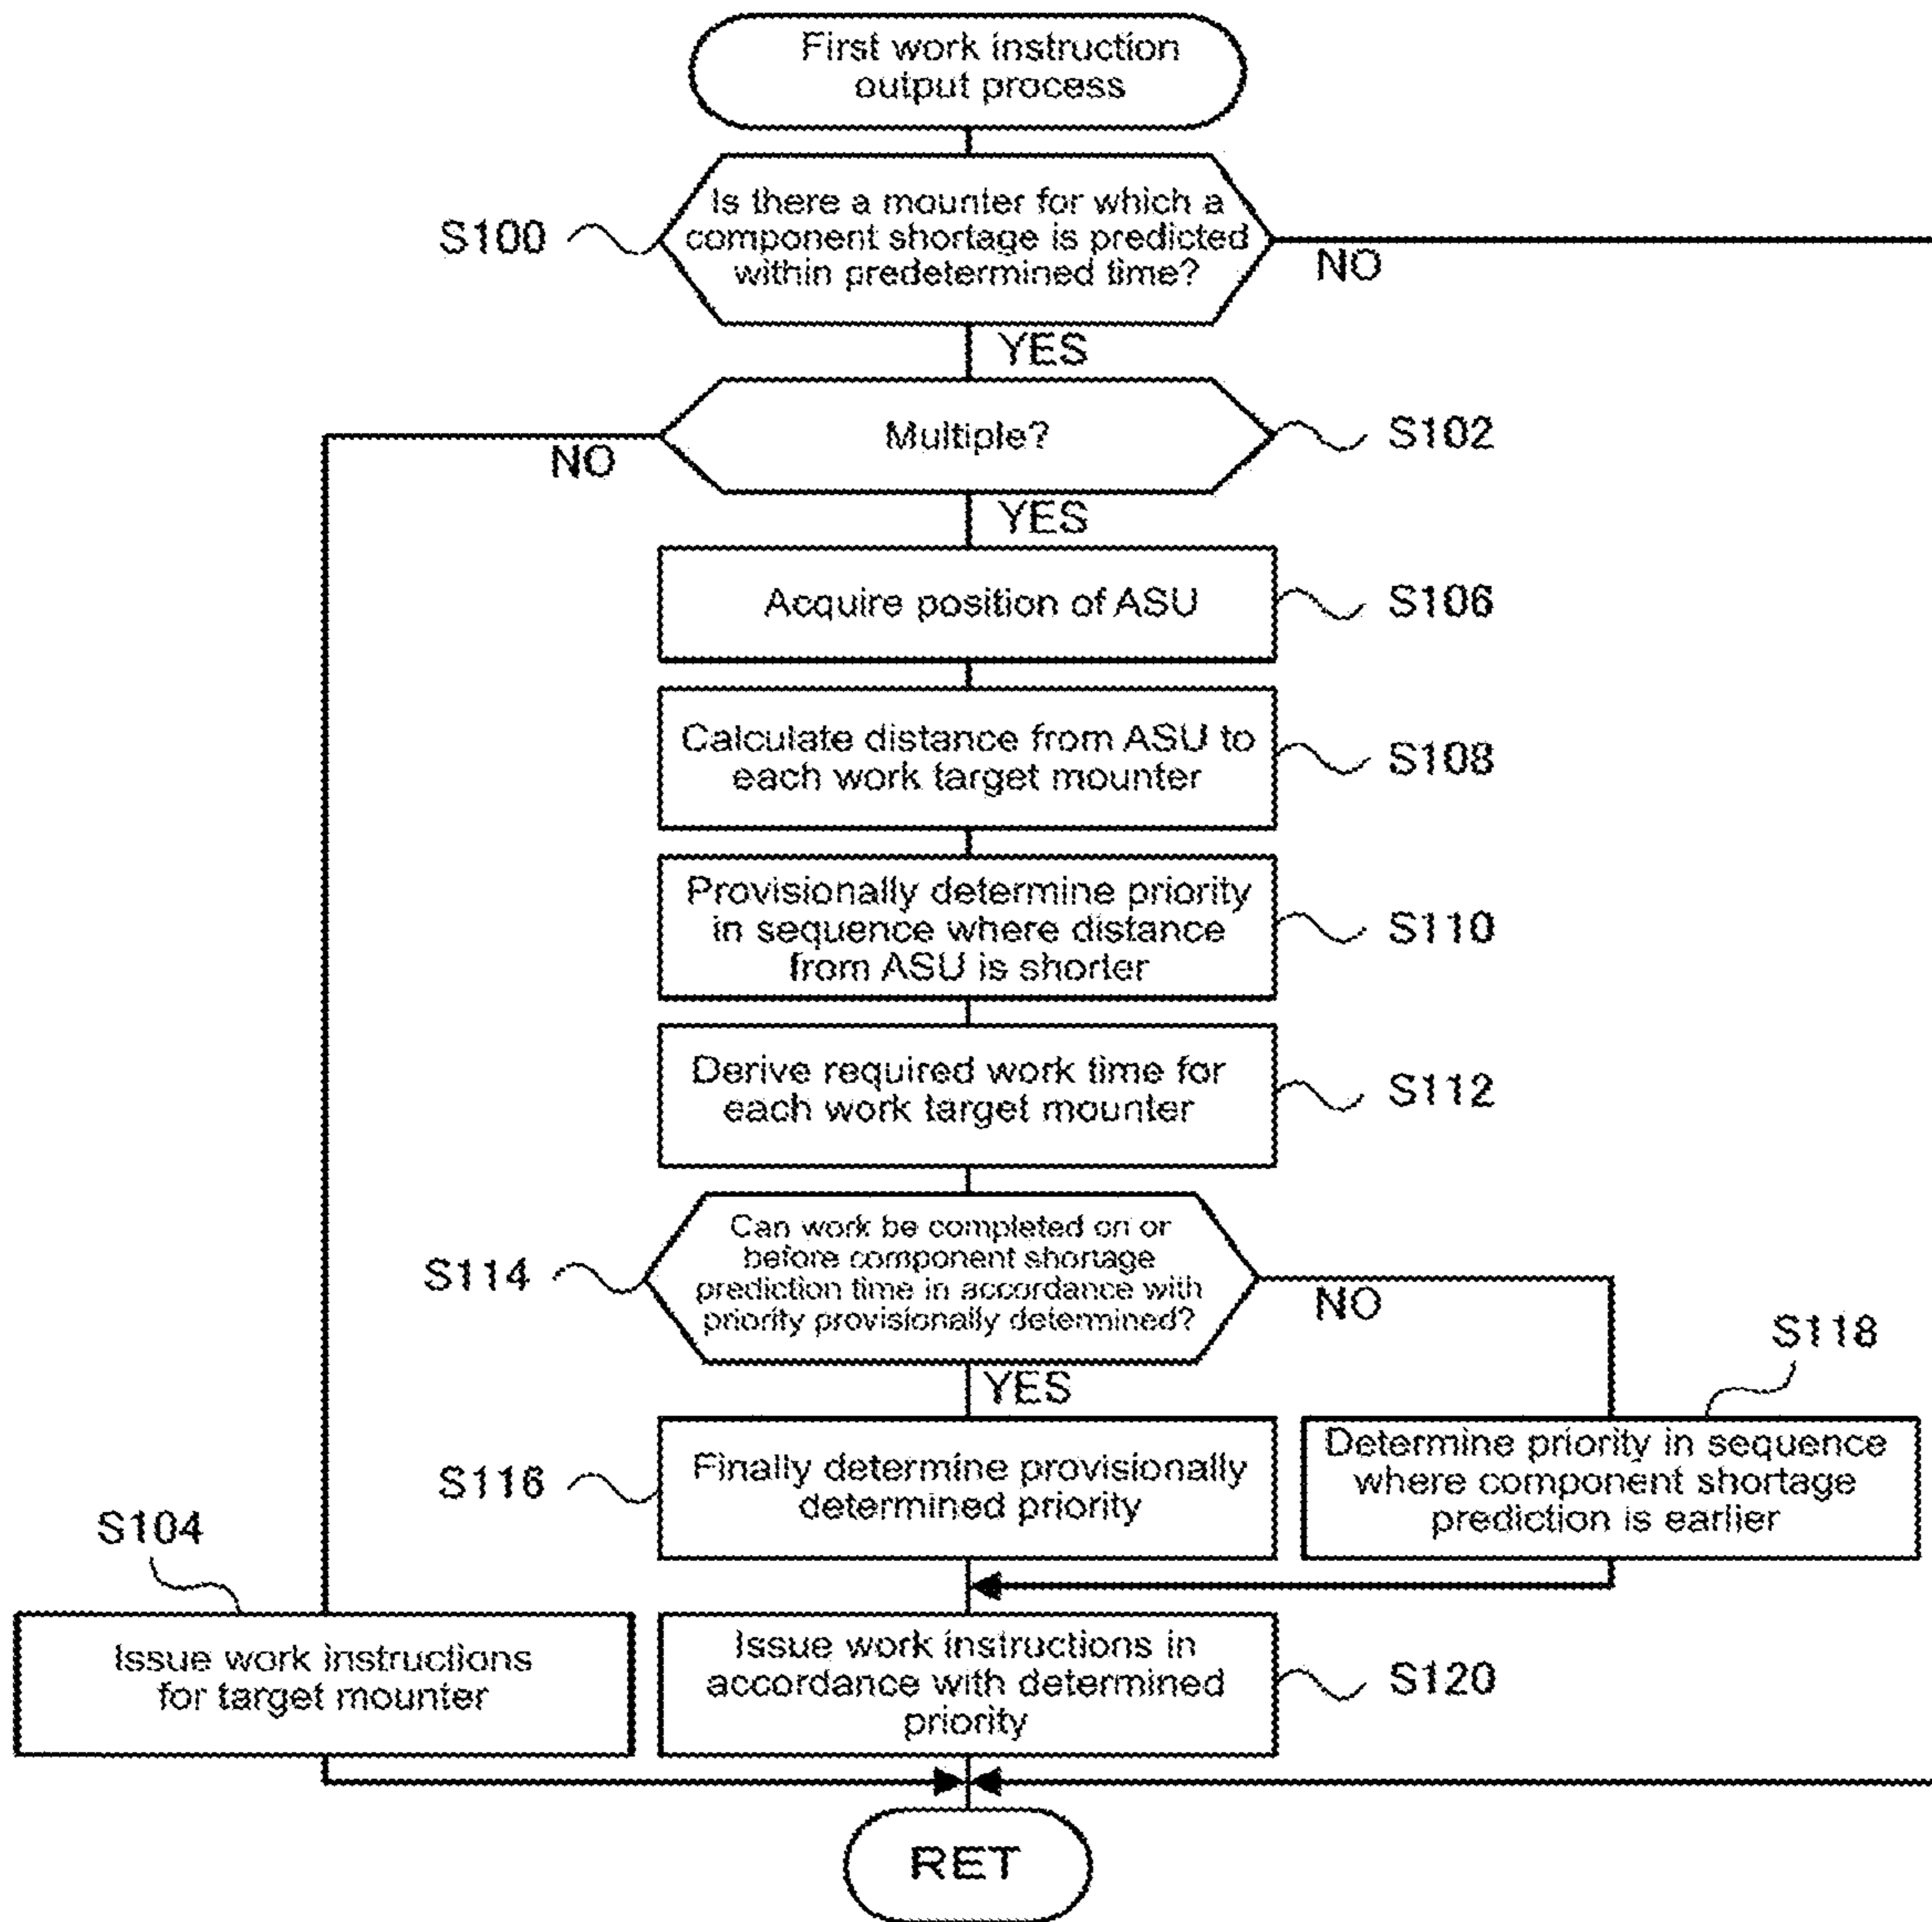 First work instruction
output process
Is there a mounter for which a
component shortage is predicted
within predetermined time?
S100
NO
YES
Multiple?
S102
NO
YES
Acquire position of ASU
S106
Calculate distance from ASU to
each work target mounter
S108
Provisionally determine priority
in sequence where distance
from ASU is shorter
S110
Derive required work time for
each work target mounter
S112
Can work be completed on or
before component shortage
prediction time in accordance with
priority provisionally determined?
S114
NO
YES
S118
Determine priority in sequence
where component shortage
prediction is earlier
S116
Finally determine provisionally
determined priority
S104
Issue work instructions
for target mounter
Issue work instructions in
accordance with determined
priority
S120
RET